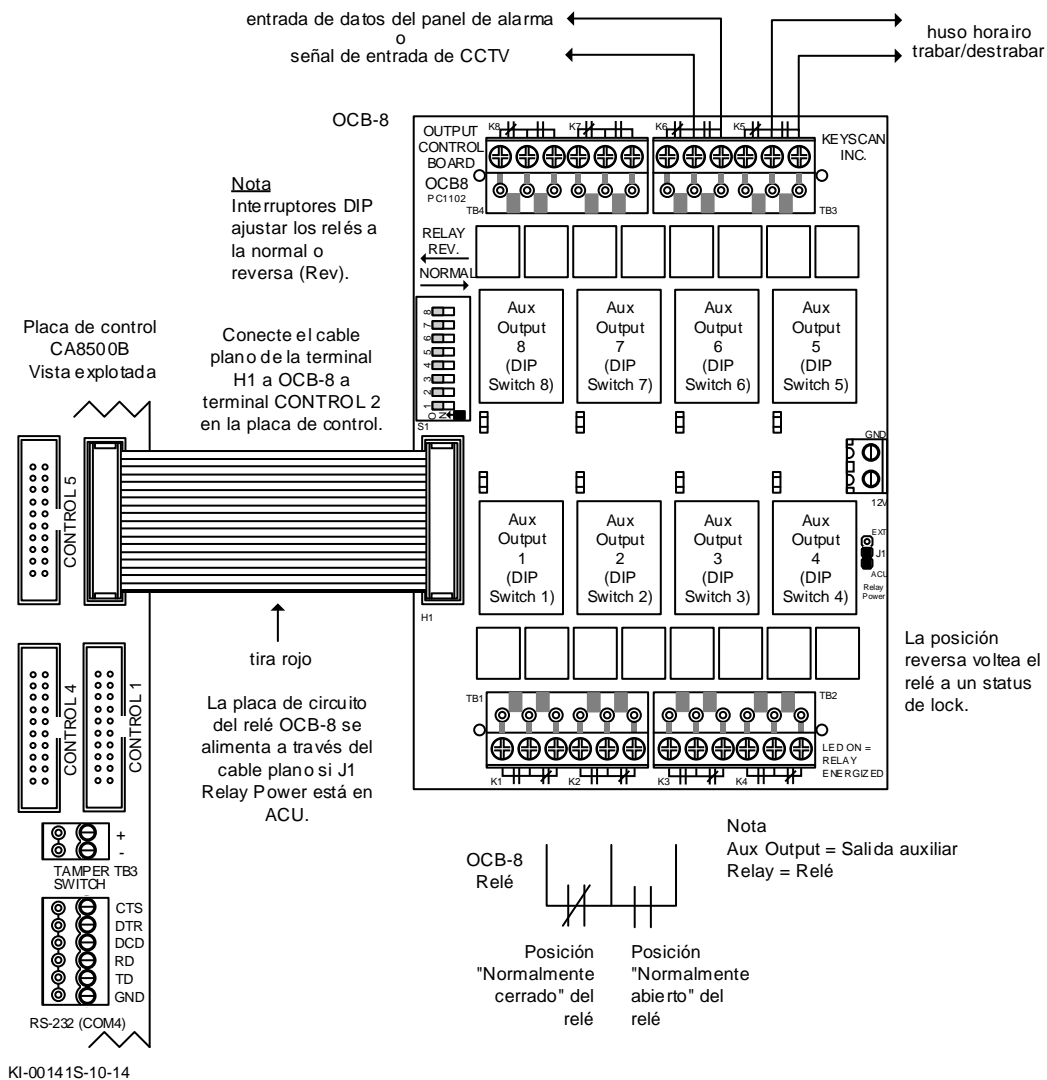 entrada de datos del panel de alarma
o
señal de entrada de CCTV
huso horairo
trabar/destrabar
OCB-8
OUTPUT
CONTROL
BOARD
OCB8
PC1102
K8
K7
K6
K5
KEYSCAN
INC.
TB4
TB3
Nota
Interruptores DIP
ajustar los relés a
la normal o
reversa (Rev).
RELAY
REV.
NORMAL
8
7
6
5
4
3
2
1
ON
S1
Aux
Output
8
(DIP
Switch 8)
Aux
Output
7
(DIP
Switch 7)
Aux
Output
6
(DIP
Switch 6)
Aux
Output
5
(DIP
Switch 5)
Placa de control
CA8500B
Vista explotada
Conecte el cable
plano de la terminal
H1 a OCB-8 a
terminal CONTROL 2
en la placa de control.
GND
12V
CONTROL 5
Aux
Output
1
(DIP
Switch 1)
Aux
Output
2
(DIP
Switch 2)
Aux
Output
3
(DIP
Switch 3)
Aux
Output
4
(DIP
Switch 4)
EXT
J1
ACU
Relay
Power
H1
tira rojo
La posición
reversa voltea el
relé a un status
de lock.
CONTROL 4
CONTROL 1
La placa de circuito
del relé OCB-8 se
alimenta a través del
cable plano si J1
Relay Power está en
ACU.
TB1
TB2
K1
K2
K3
K4
LED ON =
RELAY
ENERGIZED
+
-
TAMPER TB3
SWITCH
CTS
DTR
DCD
RD
TD
GND
RS-232 (COM4)
Nota
Aux Output = Salida auxiliar
Relay = Relé
OCB-8
Relé
Posición
"Normalmente
cerrado" del
relé
Posición
"Normalmente
abierto" del
relé
KI-00141S-10-14